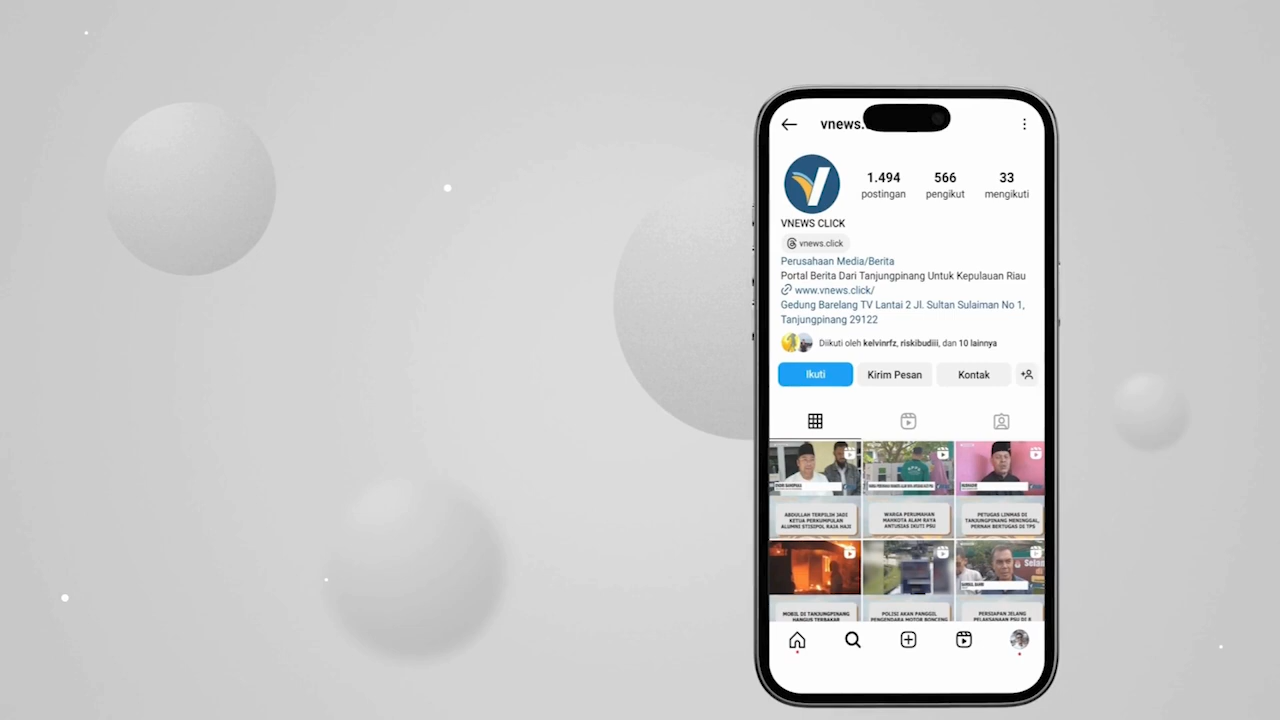 vnews.
1.494
566
33
postingan
pengikut
mengikuti
VNEWS CLICK
vnews.click
Perusahaan Media/Berita
Portal Berita Dari Tanjungpinang Untuk Kepulauan Riau
www.vnews.click/
Gedung Barelang TV Lantai 2 Jl. Sultan Sulaiman No 1,
Tanjungpinang 29122
Diikuti oleh kelvinrfz, riskibudiii, dan 10 lainnya
Ikuti
Kirim Pesan
Kontak
ABDULLAH TERPILIH JADI
KETUA PERKUMPULAN
ALUMNI STISIPOL RAJA HAJI
WARGA PERUMAHAN
MAHKOTA ALAM RAYA
ANTUSIAS IKUTI PSU
PETUGAS LINMAS DI
TANJUNGPINANG MENINGGAL,
PERNAH BERTUGAS DI TPS
MOBIL DI TANJUNGPINANG
HANGUS TERBAKAR
POLISI AKAN PANGGIL
PENGENDARA MOTOR BONCENG
PERSIAPAN JELANG
PELAKSANAAN PSU DI